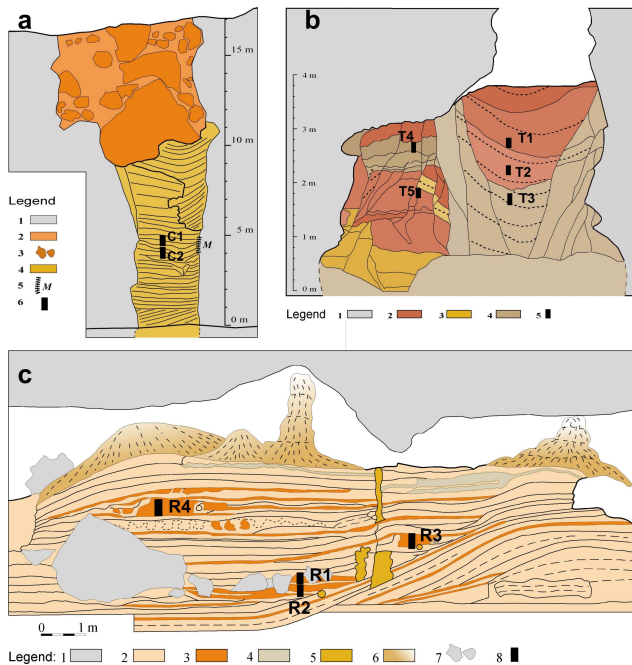 a
15 m
10 m
5 m
0 m
C1
C2
M
Legend
1
2
3
4
5 M
6
b
4 m
3 m
2 m
1 m
0 m
T4
T1
T2
T5
T3
Legend 1 2 3 4 5
c
R4
R3
R1
R2
0 1 m
Legend: 1 2 3 4 5 6 7 8